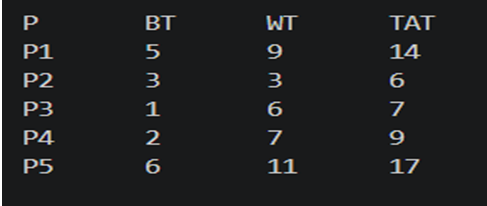 P BT WT TAT
P1 5 9 14
P2 3 3 6
P3 1 6 7
P4 2 7 9
P5 6 11 17